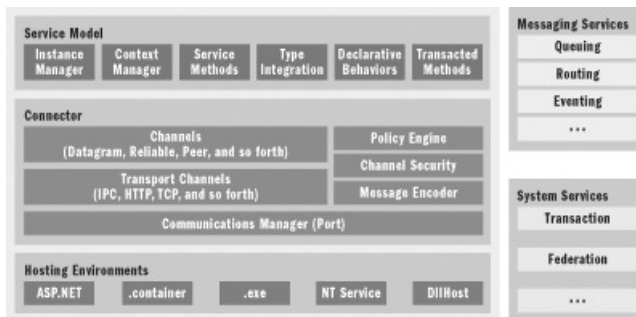 Service Model
Instance Manager
Context Manager
Service Methods
Type Integration
Declarative Behaviors
Transacted Methods
Connector
Channels
(Datagram, Reliable, Peer, and so forth)
Transport Channels
(IPC, HTTP, TCP, and so forth)
Policy Engine
Channel Security
Message Encoder
Communications Manager (Port)
Hosting Environments
ASP.NET
.container
.exe
NT Service
DllHost
Messaging Services
Queuing
Routing
Eventing
...
System Services
Transaction
Federation
...